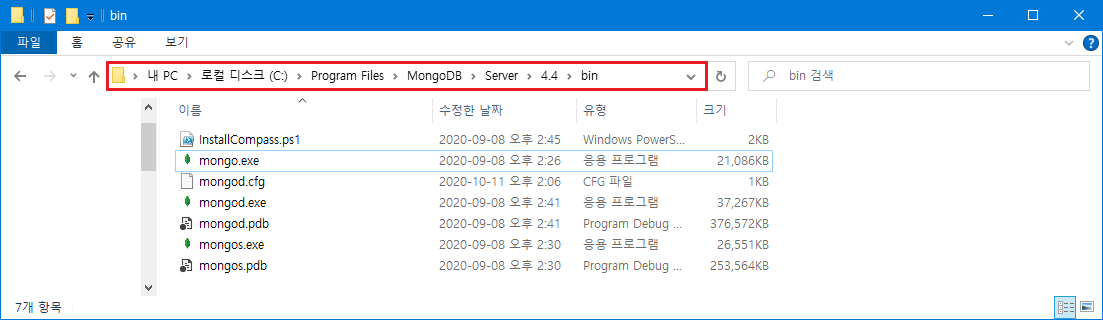 bin
파일 홈 공유 보기
내 PC > 로컬 디스크 (C:) > Program Files > MongoDB > Server > 4.4 > bin
bin 검색
이름 수정한 날짜 유형 크기
InstallCompass.ps1 2020-09-08 오후 2:45 Windows PowerS... 2KB
mongo.exe 2020-09-08 오후 2:26 응용 프로그램 21,086KB
mongod.cfg 2020-10-11 오후 2:06 CFG 파일 1KB
mongod.exe 2020-09-08 오후 2:41 응용 프로그램 37,267KB
mongod.pdb 2020-09-08 오후 2:41 Program Debug ... 376,572KB
mongos.exe 2020-09-08 오후 2:30 응용 프로그램 26,551KB
mongos.pdb 2020-09-08 오후 2:30 Program Debug ... 253,564KB
7개 항목